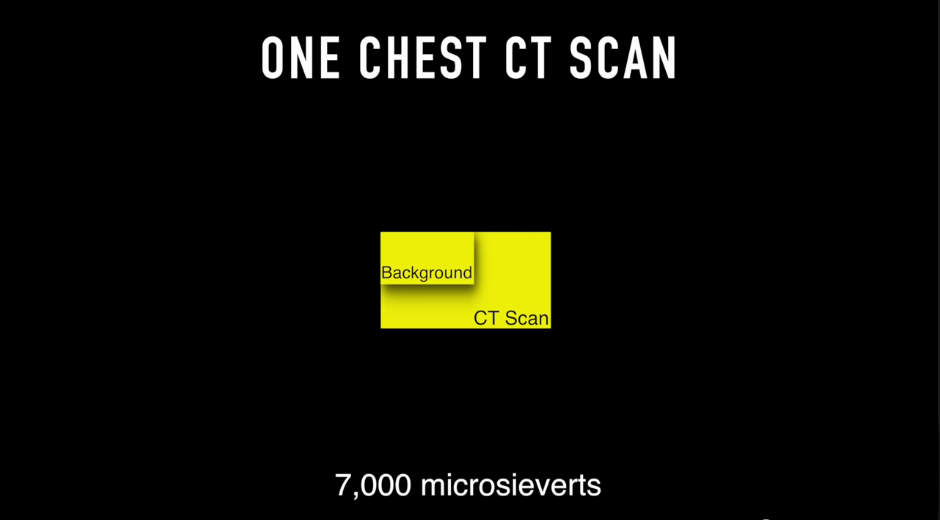 ONE CHEST CT SCAN
Background
CT Scan
7,000 microsieverts